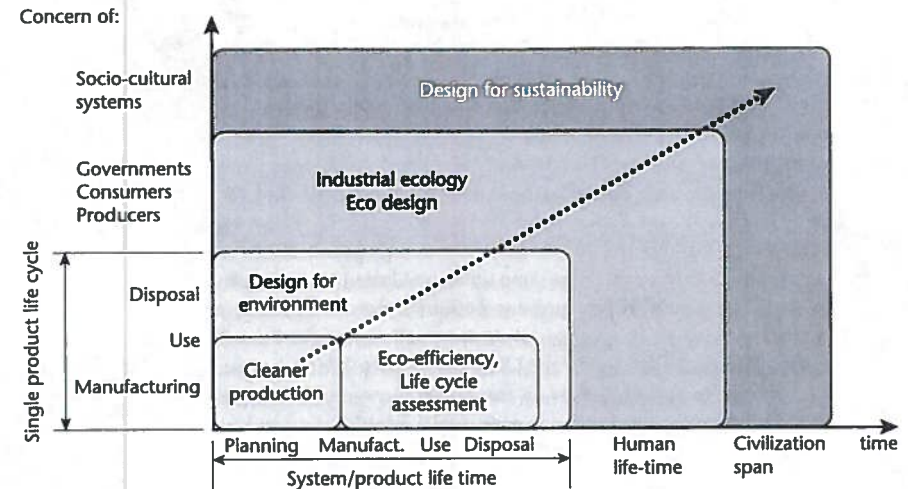 Concern of:
Socio-cultural
systems
Design for sustainability
Governments
Consumers
Producers
Industrial ecology
Eco design
Single product life cycle
Disposal
Use
Manufacturing
Design for
environment
Cleaner
production
Eco-efficiency,
Life cycle
assessment
Planning Manufact. Use Disposal
Human
life-time
Civilization
span
time
System/product life time